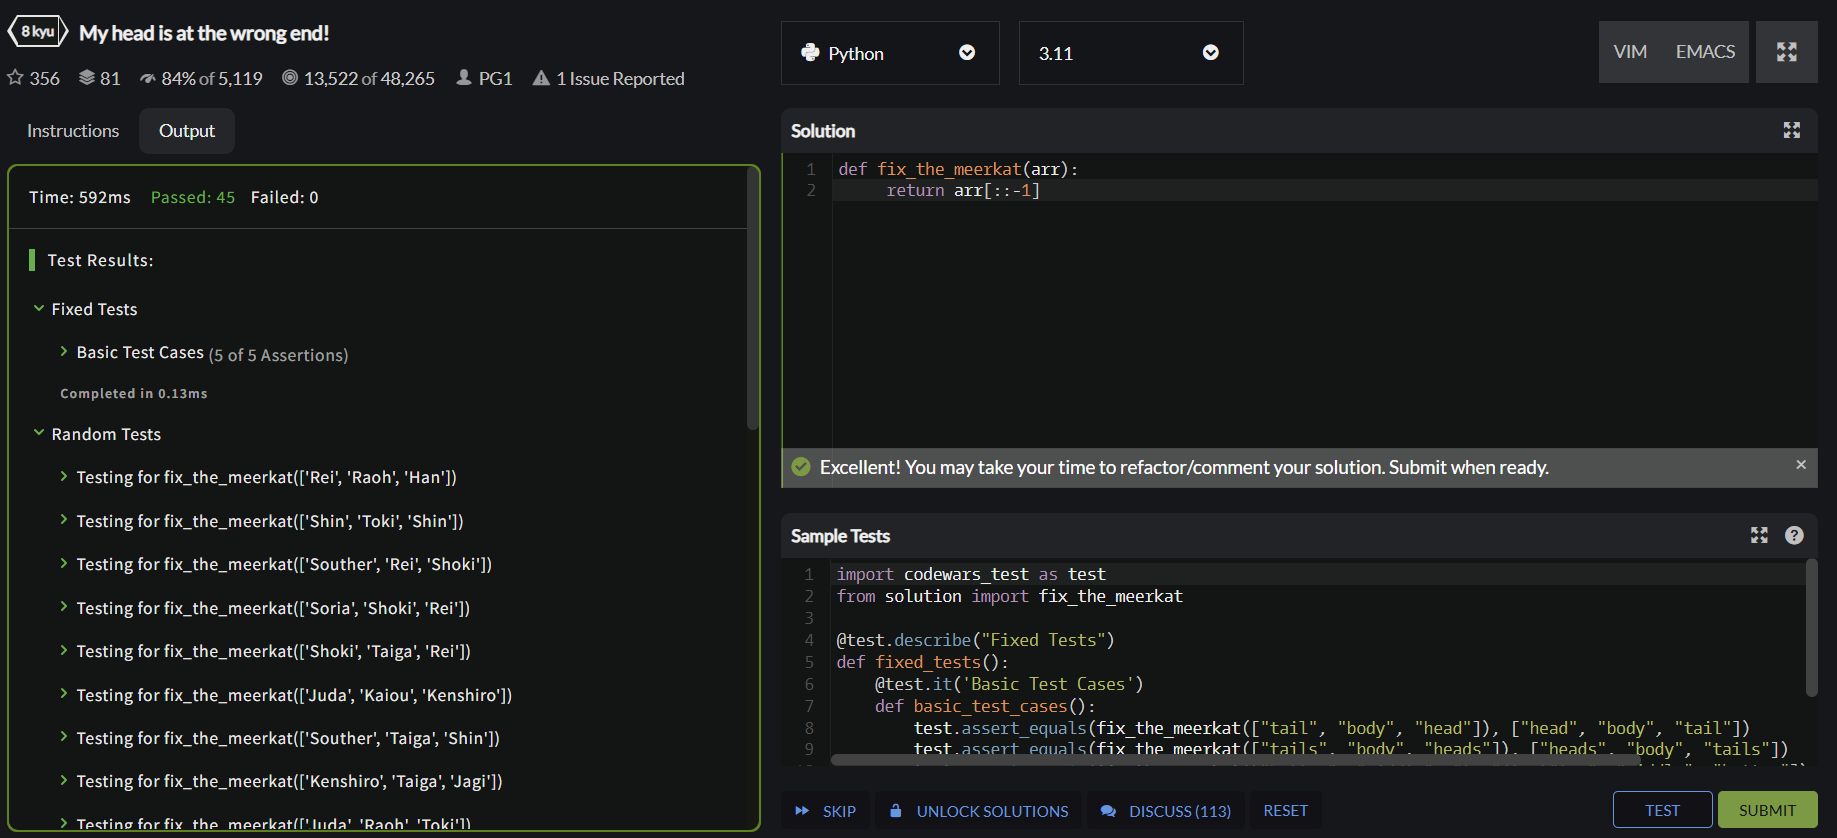 8 kyu My head is at the wrong end!
356 81 84% of 5,119 13,522 of 48,265 PG1 1 Issue Reported
Instructions Output
Time: 592ms Passed: 45 Failed: 0
Test Results:
Fixed Tests
Basic Test Cases (5 of 5 Assertions)
Completed in 0.13ms
Random Tests
Testing for fix_the_meerkat(['Rei', 'Raoh', 'Han'])
Testing for fix_the_meerkat(['Shin', 'Toki', 'Shin'])
Testing for fix_the_meerkat(['Souther', 'Rei', 'Shoki'])
Testing for fix_the_meerkat(['Soria', 'Shoki', 'Rei'])
Testing for fix_the_meerkat(['Shoki', 'Taiga', 'Rei'])
Testing for fix_the_meerkat(['Juda', 'Kaiou', 'Kenshiro'])
Testing for fix_the_meerkat(['Souther', 'Taiga', 'Shin'])
Testing for fix_the_meerkat(['Kenshiro', 'Taiga', 'Jagi'])
Testing for fix_the_meerkat(['Juda', 'Raoh', 'Toki'])
Python 3.11 VIM EMACS
Solution
1 def fix_the_meerkat(arr):
2 return arr[::-1]
Excellent! You may take your time to refactor/comment your solution. Submit when ready.
Sample Tests
1 import codewars_test as test
2 from solution import fix_the_meerkat
3
4 @test.describe("Fixed Tests")
5 def fixed_tests():
6 @test.it('Basic Test Cases')
7 def basic_test_cases():
8 test.assert_equals(fix_the_meerkat(["tail", "body", "head"]), ["head", "body", "tail"])
9 test.assert_equals(fix_the_meerkat(["tails", "body", "heads"]), ["heads", "body", "tails"])
SKIP UNLOCK SOLUTIONS DISCUSS (113) RESET TEST SUBMIT